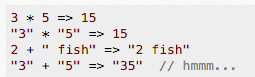 3 * 5 => 15
"3" * "5" => 15
2 + " fish" => "2 fish"
"3" + "5" => "35"  // hmmm...